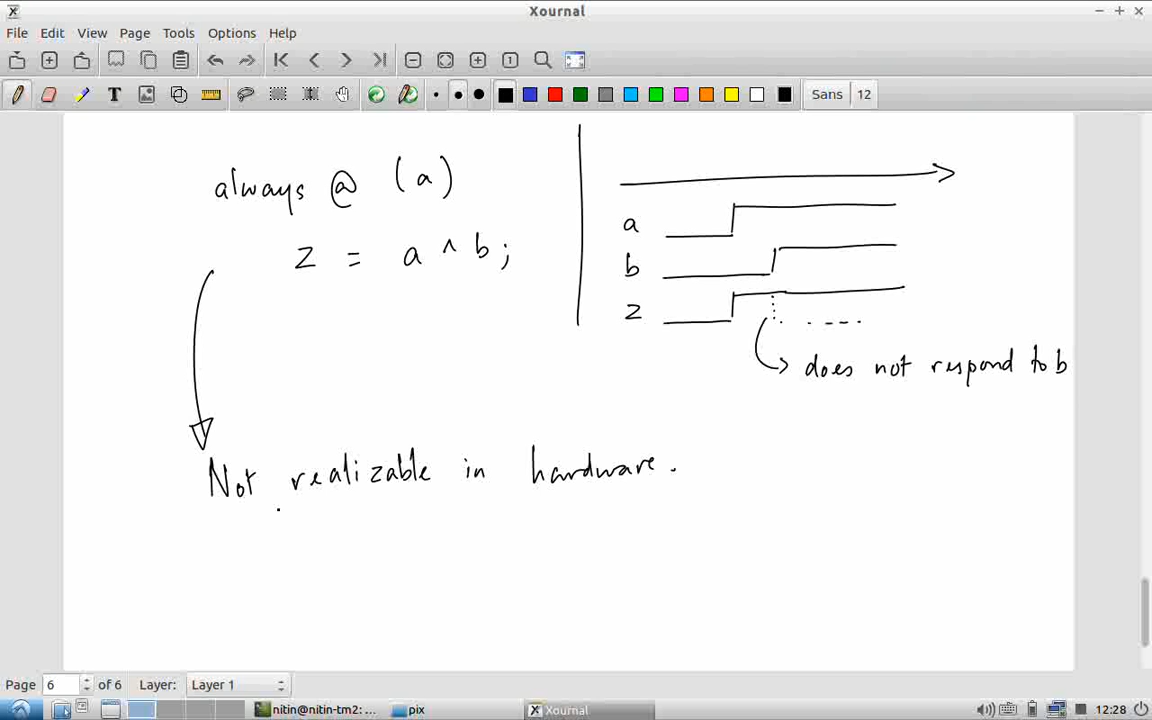 Xournal
File Edit View Page Tools Options Help
Sans 12
always @ (a)
z = a ^ b;
a
b
z
does not respond to b
Not realizable in hardware.
Page 6 of 6 Layer: Layer 1
nitin@nitin-tm2: ... pix Xournal 12:28